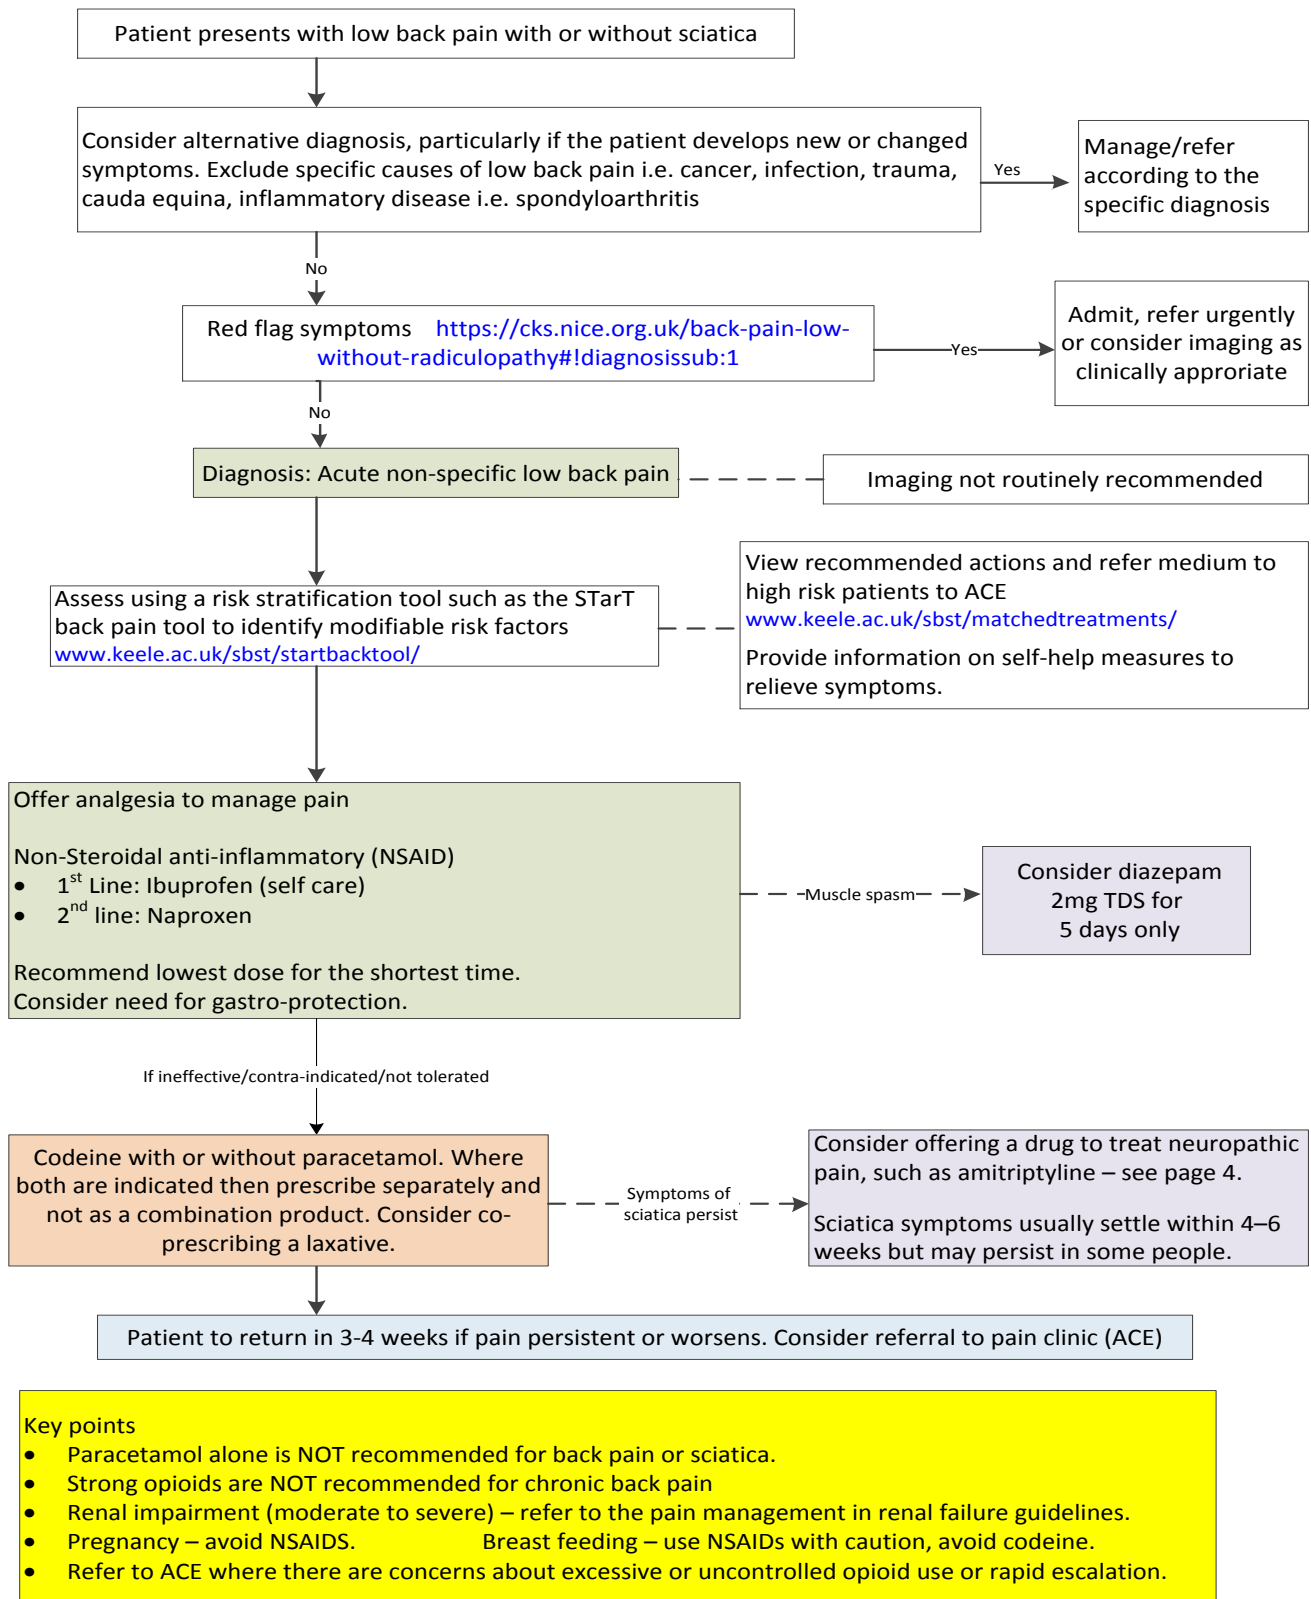 Patient presents with low back pain with or without sciatica
Consider alternative diagnosis, particularly if the patient develops new or changed
symptoms. Exclude specific causes of low back pain i.e. cancer, infection, trauma,
cauda equina, inflammatory disease i.e. spondyloarthritis
Yes
Manage/refer
according to the
specific diagnosis
No
Red flag symptoms https://cks.nice.org.uk/back-pain-low-
without-radiculopathy#!diagnosissub:1
Yes
Admit, refer urgently
or consider imaging as
clinically approriate
No
Diagnosis: Acute non-specific low back pain
Imaging not routinely recommended
Assess using a risk stratification tool such as the STarT
back pain tool to identify modifiable risk factors
www.keele.ac.uk/sbst/startbacktool/
View recommended actions and refer medium to
high risk patients to ACE
www.keele.ac.uk/sbst/matchedtreatments/
Provide information on self-help measures to
relieve symptoms.
Offer analgesia to manage pain
Non-Steroidal anti-inflammatory (NSAID)
• 1st Line: Ibuprofen (self care)
• 2nd line: Naproxen
Recommend lowest dose for the shortest time.
Consider need for gastro-protection.
Muscle spasm
Consider diazepam
2mg TDS for
5 days only
If ineffective/contra-indicated/not tolerated
Codeine with or without paracetamol. Where
both are indicated then prescribe separately and
not as a combination product. Consider co-
prescribing a laxative.
Symptoms of
sciatica persist
Consider offering a drug to treat neuropathic
pain, such as amitriptyline – see page 4.
Sciatica symptoms usually settle within 4–6
weeks but may persist in some people.
Patient to return in 3-4 weeks if pain persistent or worsens. Consider referral to pain clinic (ACE)
Key points
• Paracetamol alone is NOT recommended for back pain or sciatica.
• Strong opioids are NOT recommended for chronic back pain
• Renal impairment (moderate to severe) – refer to the pain management in renal failure guidelines.
• Pregnancy – avoid NSAIDS. Breast feeding – use NSAIDs with caution, avoid codeine.
• Refer to ACE where there are concerns about excessive or uncontrolled opioid use or rapid escalation.